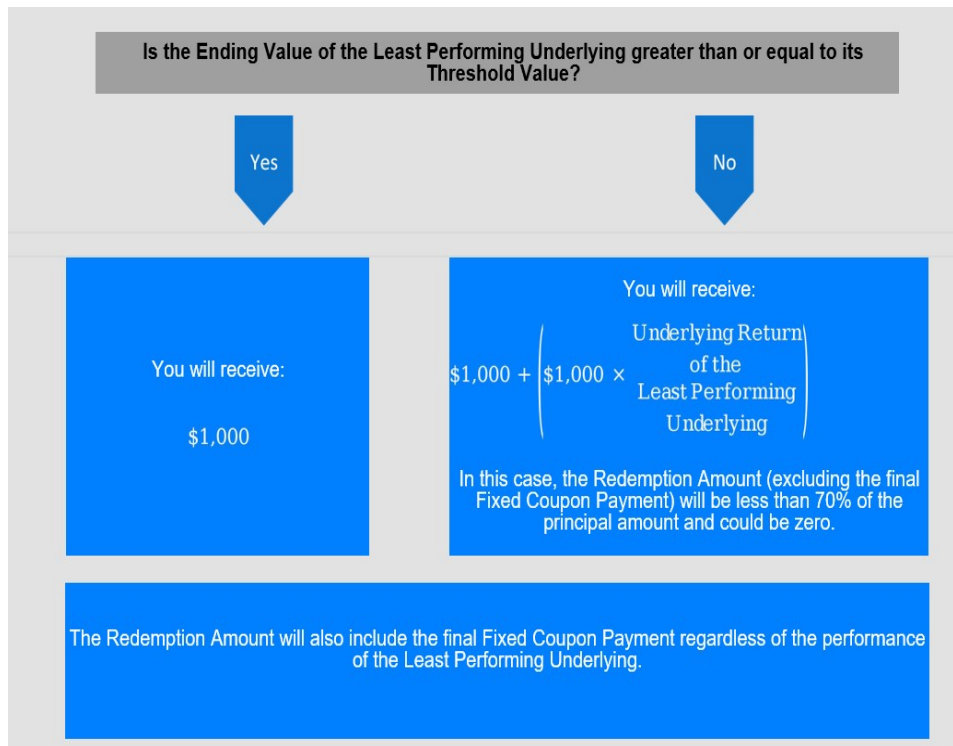 Is the Ending Value of the Least Performing Underlying greater than or equal to its
Threshold Value?
Yes
No
You will receive:
$1,000
You will receive:
$1,000 + ($1,000 × Underlying Return
of the
Least Performing
Underlying)
In this case, the Redemption Amount (excluding the final
Fixed Coupon Payment) will be less than 70% of the
principal amount and could be zero.
The Redemption Amount will also include the final Fixed Coupon Payment regardless of the performance
of the Least Performing Underlying.